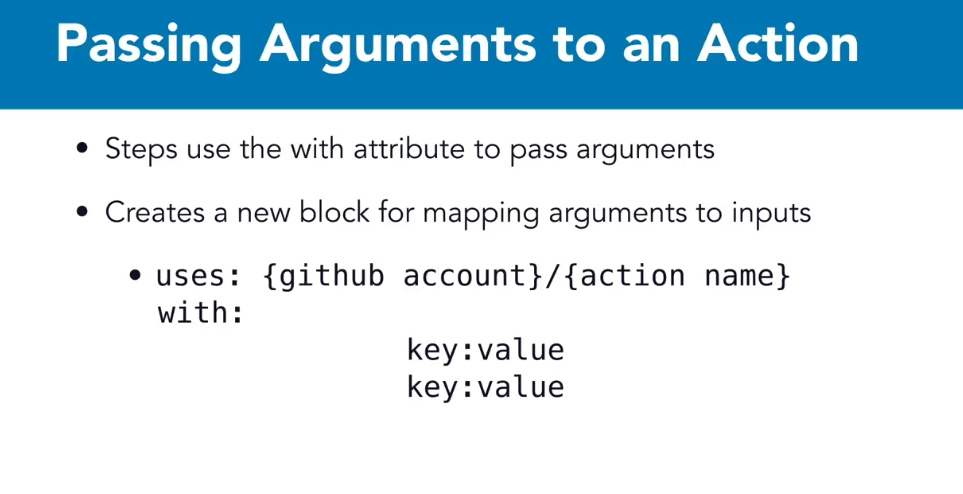 Passing Arguments to an Action
• Steps use the with attribute to pass arguments
• Creates a new block for mapping arguments to inputs
• uses: {github account}/{action name}
with:
key:value
key:value